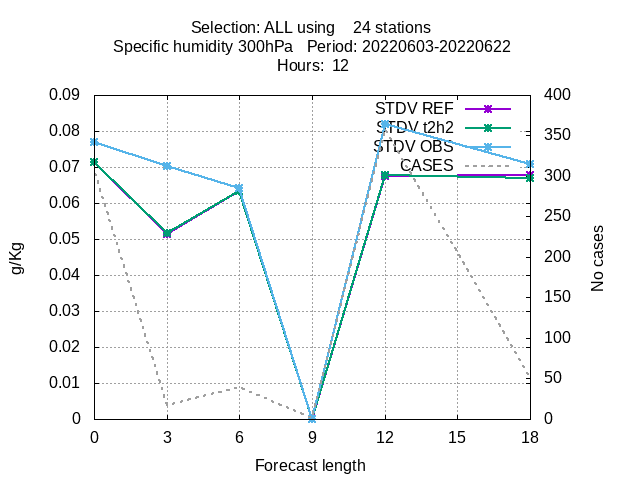 Selection: ALL using    24 stations
Specific humidity 300hPa   Period: 20220603-20220622
Hours:  12
0.09
0.08
0.07
0.06
0.05
0.04
0.03
0.02
0.01
0
g/Kg
STDV REF
STDV t2h2
STDV OBS
CASES
400
350
300
250
200
150
100
50
0
No cases
0 3 6 9 12 15 18
Forecast length